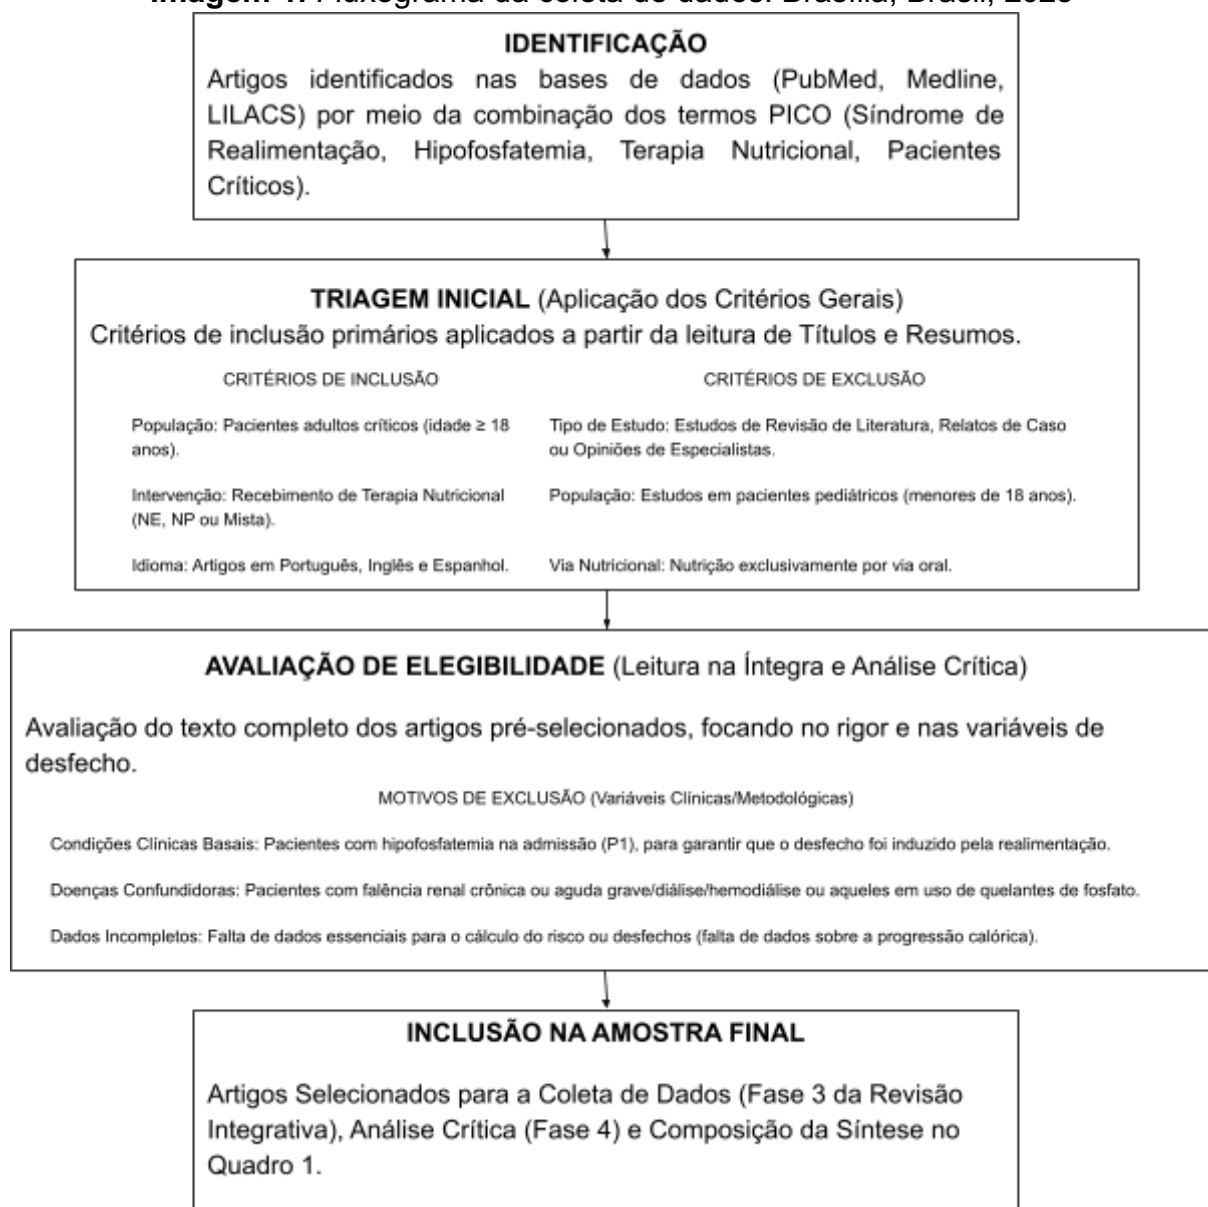 IDENTIFICAÇÃO
Artigos identificados nas bases de dados (PubMed, Medline,
LILACS) por meio da combinação dos termos PICO (Síndrome de
Realimentação, Hipofosfatemia, Terapia Nutricional, Pacientes
Críticos).
TRIAGEM INICIAL (Aplicação dos Critérios Gerais)
Critérios de inclusão primários aplicados a partir da leitura de Títulos e Resumos.
CRITÉRIOS DE INCLUSÃO
População: Pacientes adultos críticos (idade ≥ 18
anos).
Intervenção: Recebimento de Terapia Nutricional
(NE, NP ou Mista).
Idioma: Artigos em Português, Inglês e Espanhol.
CRITÉRIOS DE EXCLUSÃO
Tipo de Estudo: Estudos de Revisão de Literatura, Relatos de Caso
ou Opiniões de Especialistas.
População: Estudos em pacientes pediátricos (menores de 18 anos).
Via Nutricional: Nutrição exclusivamente por via oral.
AVALIAÇÃO DE ELEGIBILIDADE (Leitura na Íntegra e Análise Crítica)
Avaliação do texto completo dos artigos pré-selecionados, focando no rigor e nas variáveis de
desfecho.
MOTIVOS DE EXCLUSÃO (Variáveis Clínicas/Metodológicas)
Condições Clínicas Basais: Pacientes com hipofosfatemia na admissão (P1), para garantir que o desfecho foi induzido pela realimentação.
Doenças Confundidoras: Pacientes com falência renal crônica ou aguda grave/diálise/hemodiálise ou aqueles em uso de quelantes de fosfato.
Dados Incompletos: Falta de dados essenciais para o cálculo do risco ou desfechos (falta de dados sobre a progressão calórica).
INCLUSÃO NA AMOSTRA FINAL
Artigos Selecionados para a Coleta de Dados (Fase 3 da Revisão
Integrativa), Análise Crítica (Fase 4) e Composição da Síntese no
Quadro 1.